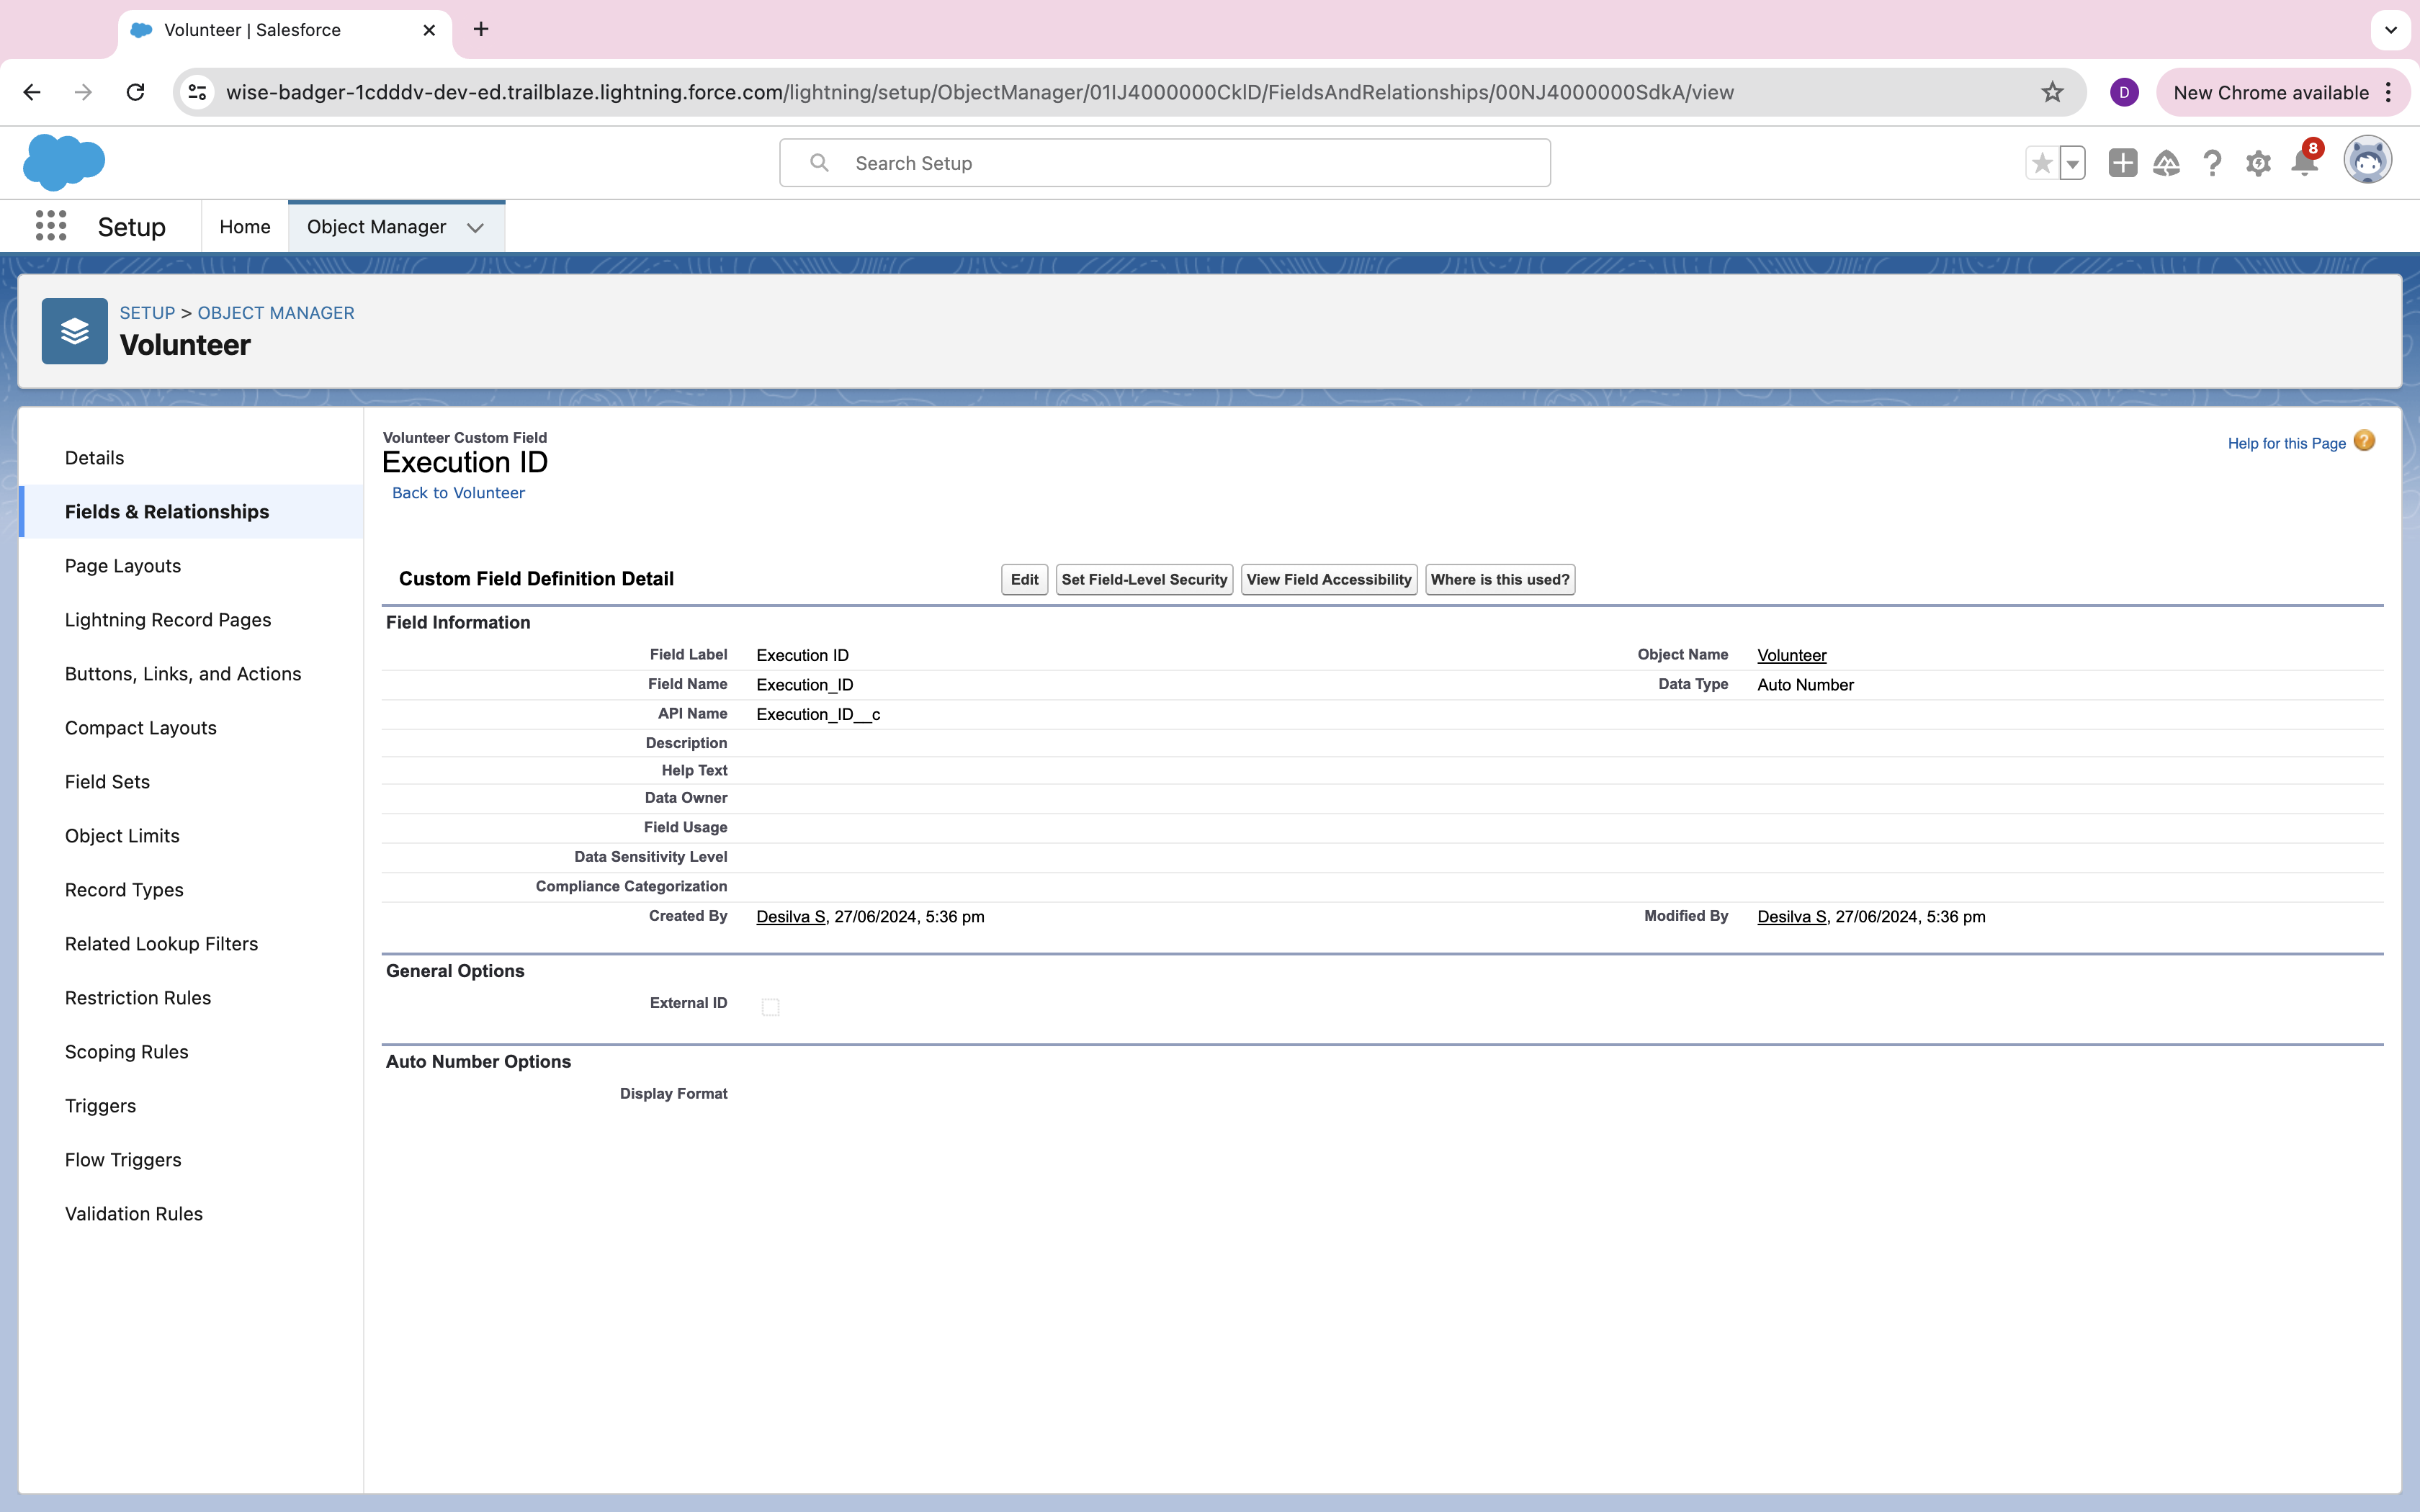 Volunteer | Salesforce
wise-badger-1cdddv-dev-ed.trailblaze.lightning.force.com/lightning/setup/ObjectManager/01IJ4000000CklD/FieldsAndRelationships/00NJ4000000SdkA/view
D
New Chrome available
Search Setup
8
Setup
Home
Object Manager
SETUP > OBJECT MANAGER
Volunteer
Details
Fields & Relationships
Page Layouts
Lightning Record Pages
Buttons, Links, and Actions
Compact Layouts
Field Sets
Object Limits
Record Types
Related Lookup Filters
Restriction Rules
Scoping Rules
Triggers
Flow Triggers
Validation Rules
Volunteer Custom Field
Execution ID
Back to Volunteer
Help for this Page ?
Custom Field Definition Detail
Edit
Set Field-Level Security
View Field Accessibility
Where is this used?
Field Information
Field Label Execution ID
Object Name Volunteer
Field Name Execution_ID
Data Type Auto Number
API Name Execution_ID__c
Description
Help Text
Data Owner
Field Usage
Data Sensitivity Level
Compliance Categorization
Created By Desilva S, 27/06/2024, 5:36 pm
Modified By Desilva S, 27/06/2024, 5:36 pm
General Options
External ID
Auto Number Options
Display Format